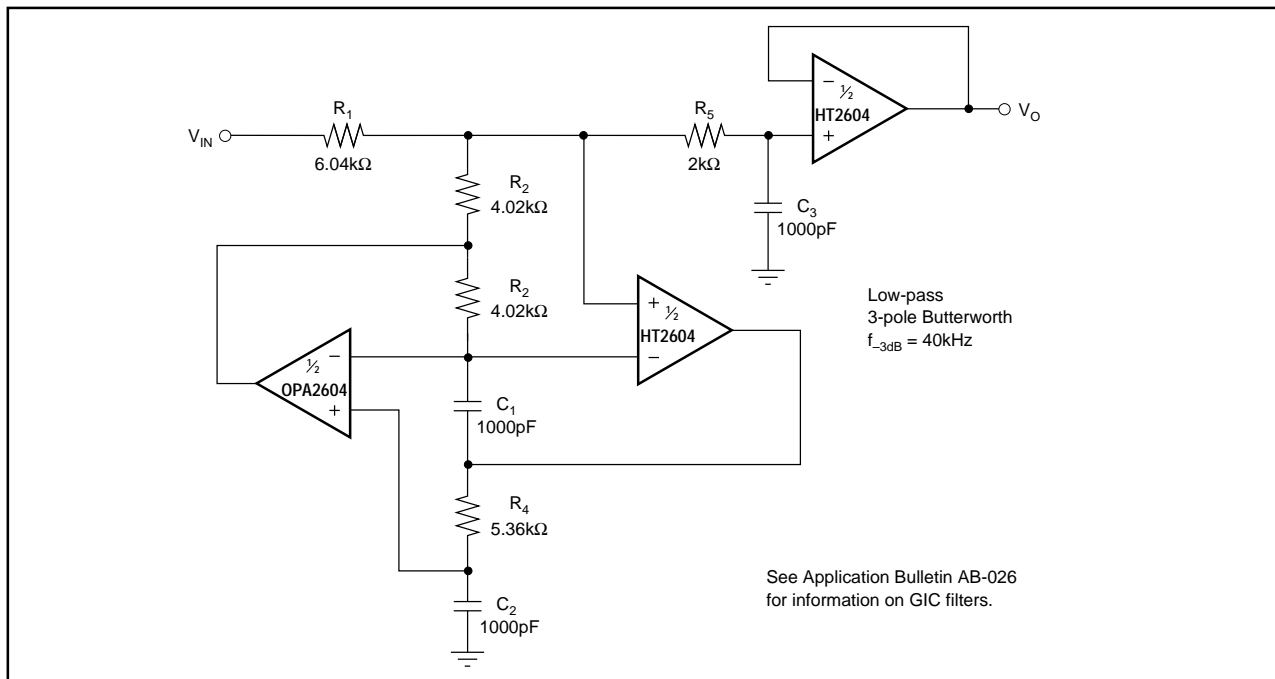 R1
VIN
6.04kΩ
R5
2kΩ
−
½
HT2604
+
VO
C3
1000pF
R2
4.02kΩ
R2
4.02kΩ
+
½
HT2604
−
Low-pass
3-pole Butterworth
f–3dB = 40kHz
−
½
OPA2604
+
C1
1000pF
R4
5.36kΩ
C2
1000pF
See Application Bulletin AB-026
for information on GIC filters.